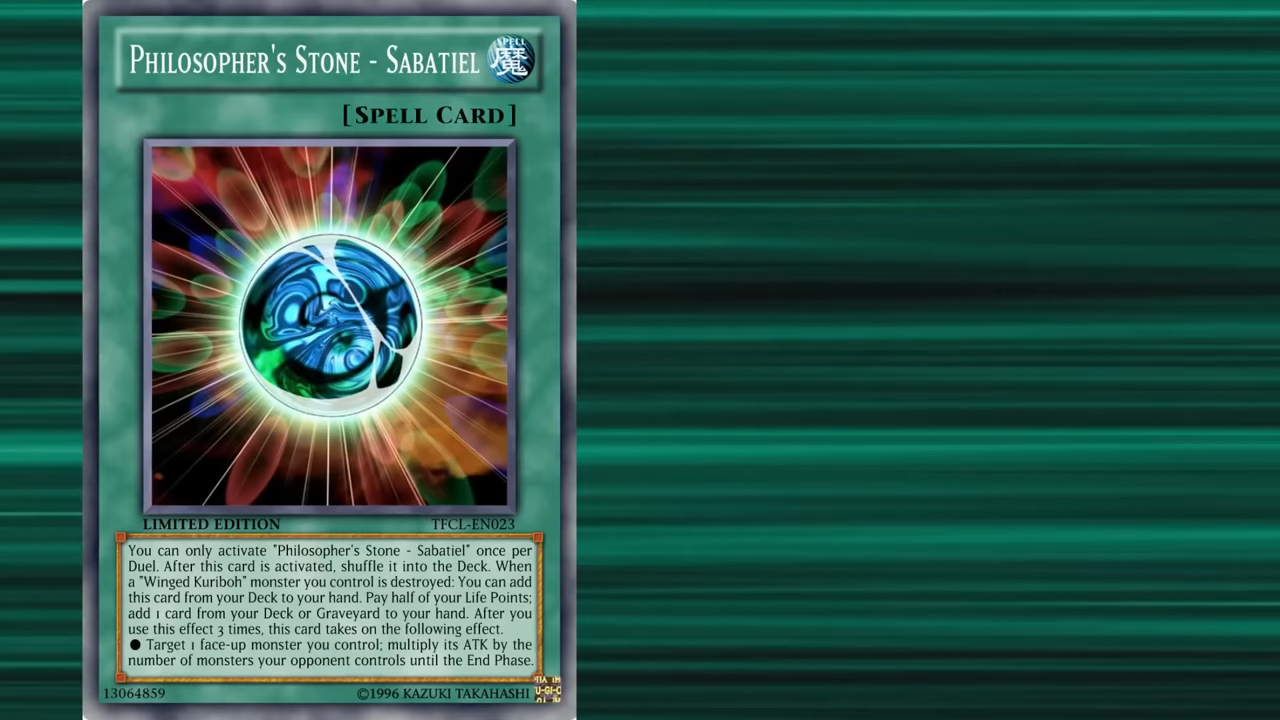 PHILOSOPHER'S STONE - SABATIEL
SPELL
魔
[SPELL CARD]
LIMITED EDITION TFCL-EN023
You can only activate "Philosopher's Stone - Sabatiel" once per
Duel. After this card is activated, shuffle it into the Deck. When
a "Winged Kuriboh" monster you control is destroyed: You can add
this card from your Deck to your hand. Pay half of your Life Points;
add 1 card from your Deck or Graveyard to your hand. After you
use this effect 3 times, this card takes on the following effect.
● Target 1 face-up monster you control; multiply its ATK by the
number of monsters your opponent controls until the End Phase.
13064859 ©1996 KAZUKI TAKAHASHI